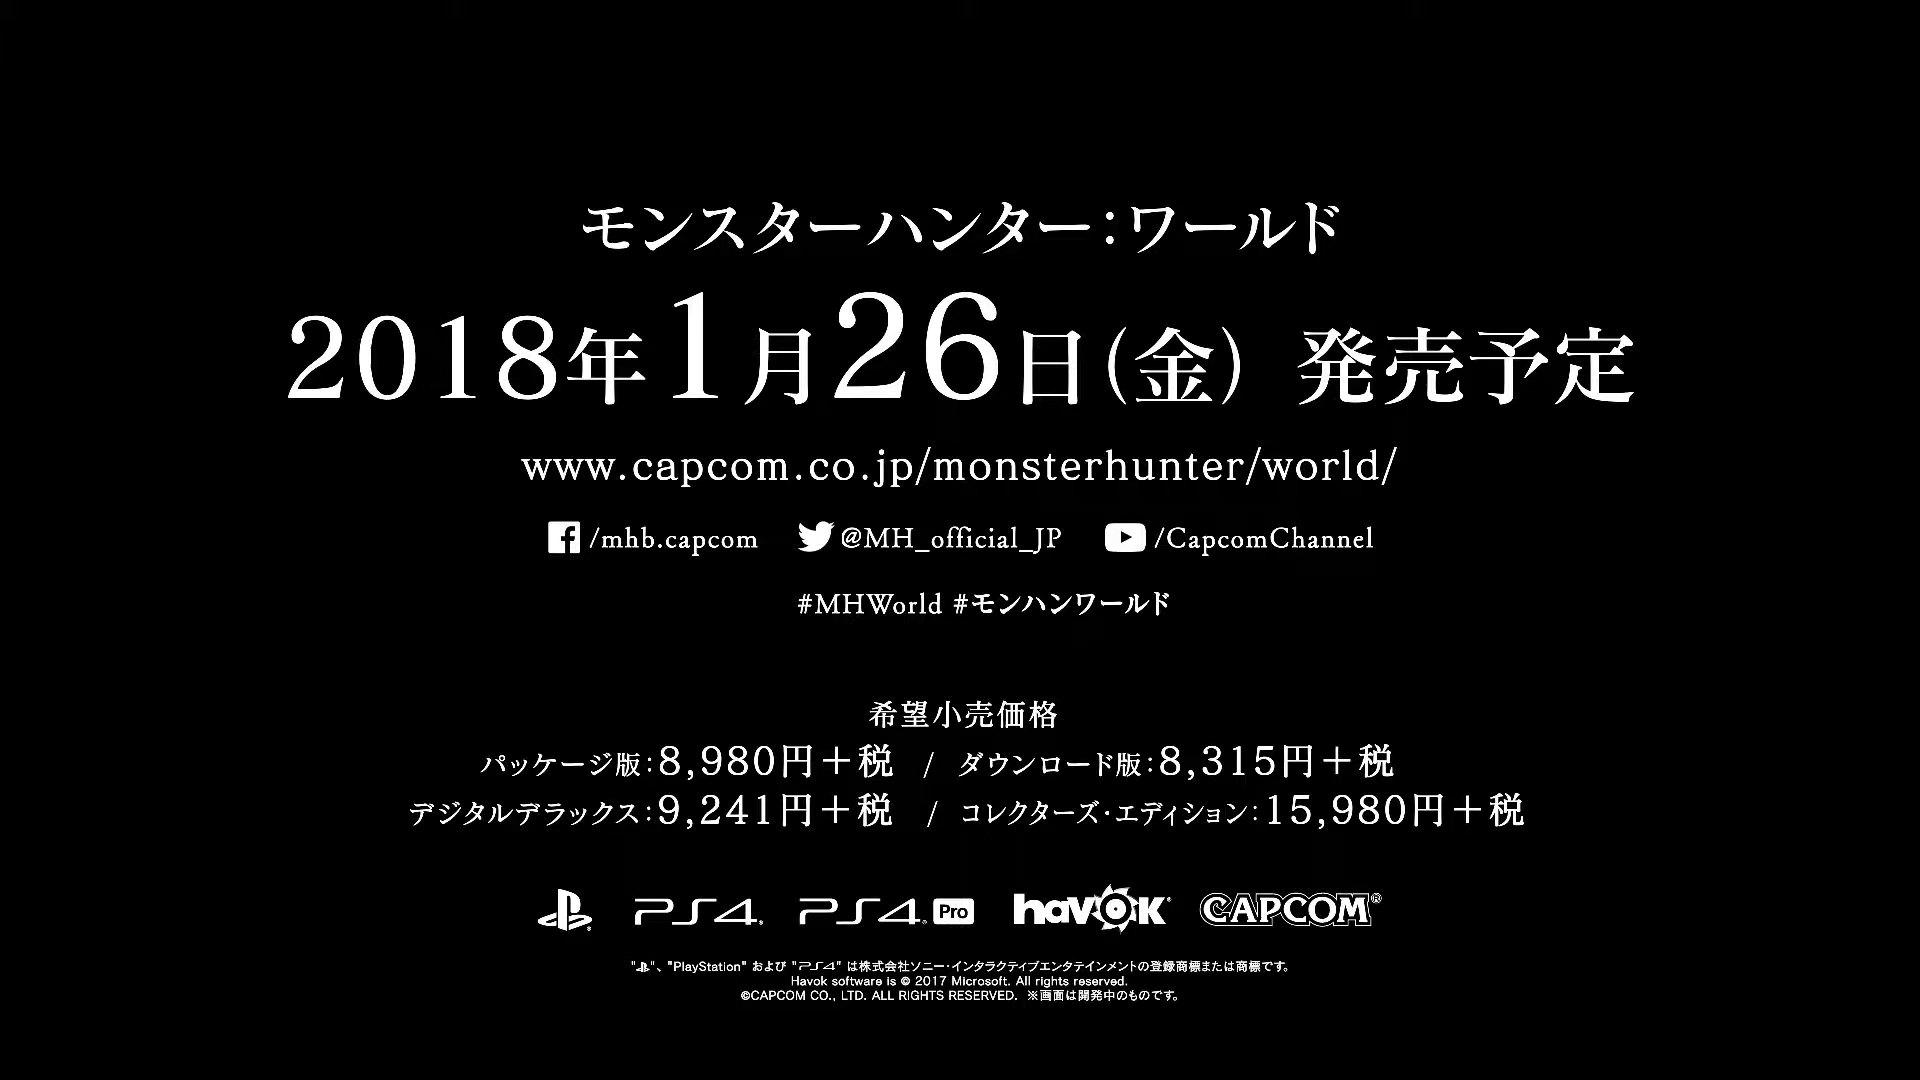 モンスターハンター：ワールド
2018年1月26日(金) 発売予定
www.capcom.co.jp/monsterhunter/world/
/mhb.capcom @MH_official_JP /CapcomChannel
#MHWorld #モンハンワールド
希望小売価格
パッケージ版：8,980円＋税 / ダウンロード版：8,315円＋税
デジタルデラックス：9,241円＋税 / コレクターズ・エディション：15,980円＋税
PS4 PS4 Pro havok CAPCOM®
" "、"PlayStation" および "PS4" は株式会社ソニー・インタラクティブエンタテインメントの登録商標または商標です。
Havok software is © 2017 Microsoft. All rights reserved.
©CAPCOM CO., LTD. ALL RIGHTS RESERVED. ※画面は開発中のものです。